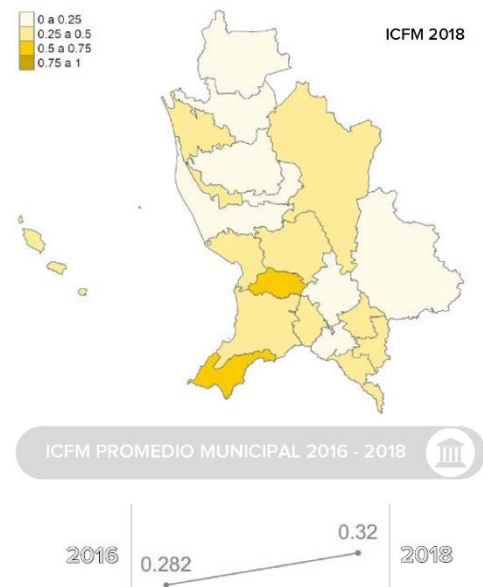 0 a 0.25
0.25 a 0.5
0.5 a 0.75
0.75 a 1
ICFM 2018
ICFM PROMEDIO MUNICIPAL 2016 - 2018
2016
0.282
0.32
2018